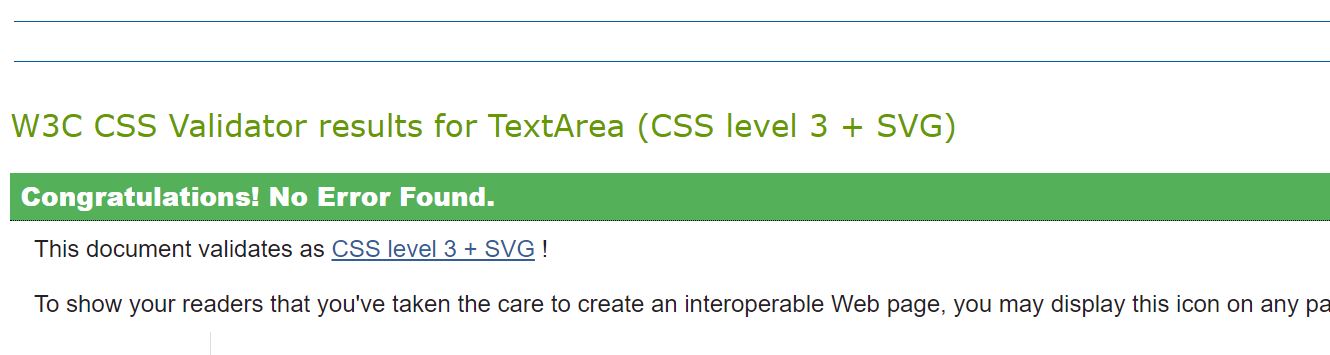 W3C CSS Validator results for TextArea (CSS level 3 + SVG)
Congratulations! No Error Found.
This document validates as CSS level 3 + SVG !
To show your readers that you've taken the care to create an interoperable Web page, you may display this icon on any pa